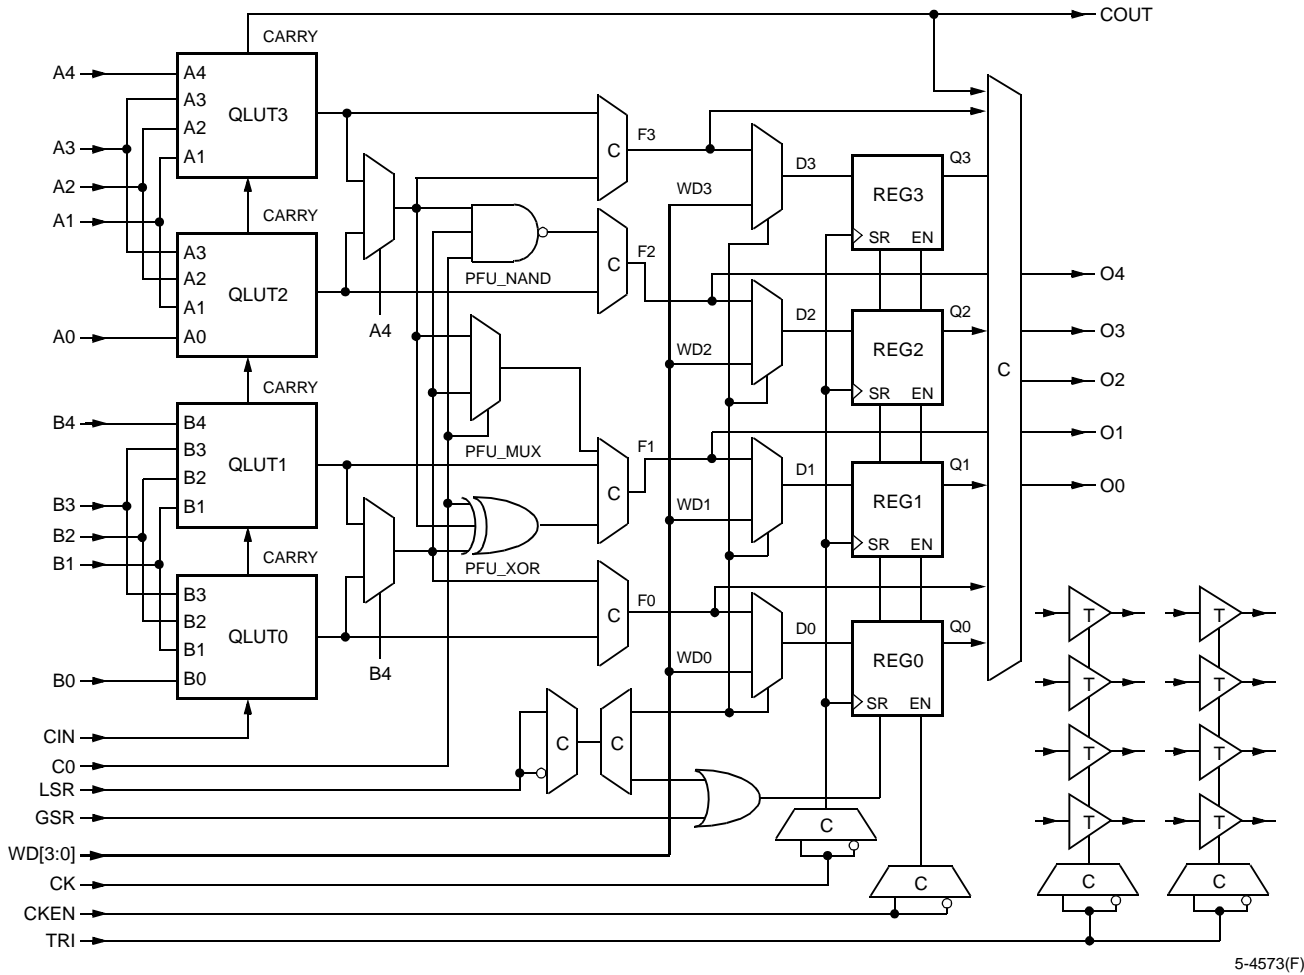 COUT
CARRY
A4
A4
A3
A2
A1
QLUT3
A3
A2
A1
CARRY
A3
A2
A1
A0
QLUT2
A0
A4
CARRY
B4
B4
B3
B2
B1
QLUT1
B3
B2
B1
CARRY
B3
B2
B1
B0
QLUT0
B0
B4
CIN
C0
LSR
GSR
WD[3:0]
CK
CKEN
TRI
PFU_NAND
PFU_MUX
PFU_XOR
C
F3
C
F2
C
F1
C
F0
C
C
WD3
WD2
WD1
WD0
D3
D2
D1
D0
REG3
SR EN
REG2
SR EN
REG1
SR EN
REG0
SR EN
Q3
Q2
Q1
Q0
C
O4
O3
O2
O1
O0
C
C
T T
T T
T T
T T
C C
5-4573(F)